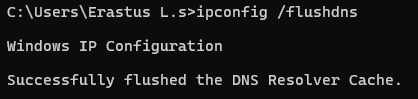 C:\Users\Erastus L.s>ipconfig /flushdns
Windows IP Configuration
Successfully flushed the DNS Resolver Cache.